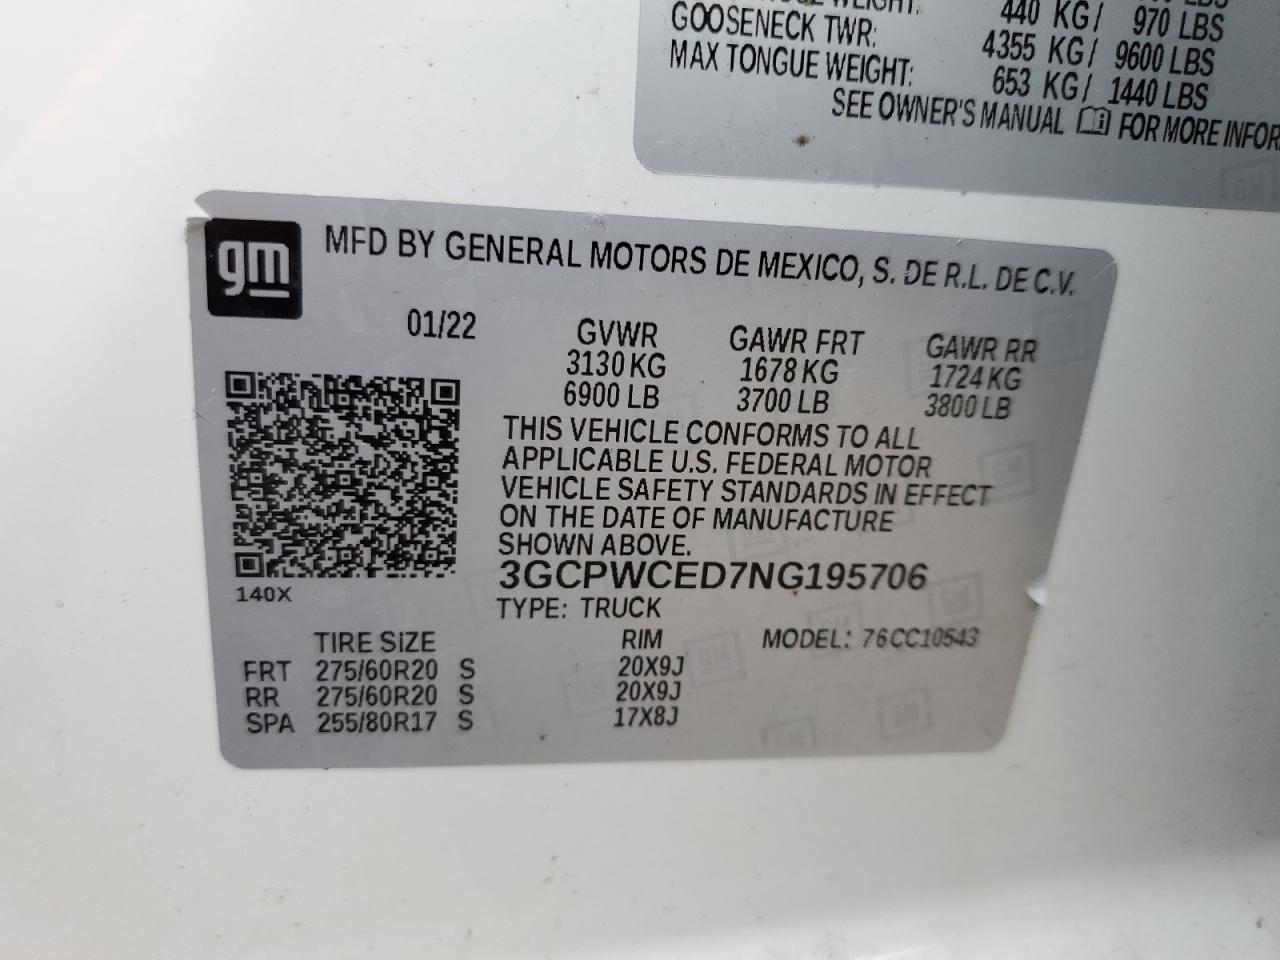 440 KG/ 970 LBS
GOOSENECK TWR: 4355 KG/ 9600 LBS
MAX TONGUE WEIGHT: 653 KG/ 1440 LBS
SEE OWNER'S MANUAL FOR MORE
gm
MFD BY GENERAL MOTORS DE MEXICO, S. DE R.L. DE C.V.
01/22 GVWR GAWR FRT GAWR RR
3130 KG 1678 KG 1724 KG
6900 LB 3700 LB 3800 LB
THIS VEHICLE CONFORMS TO ALL
APPLICABLE U.S. FEDERAL MOTOR
VEHICLE SAFETY STANDARDS IN EFFECT
ON THE DATE OF MANUFACTURE
SHOWN ABOVE.
3GCPWCED7NG195706
140X
TYPE: TRUCK
TIRE SIZE RIM MODEL: 76CC10543
FRT 275/60R20 S 20X9J
RR 275/60R20 S 20X9J
SPA 255/80R17 S 17X8J